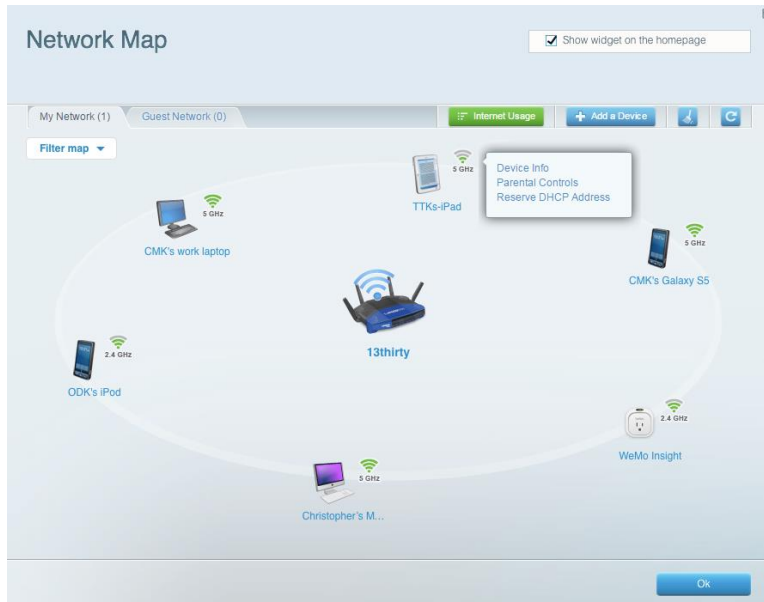 Network Map
Show widget on the homepage
My Network (1)
Guest Network (0)
Internet Usage
Add a Device
Filter map
5 GHz
TTKs-iPad
Device Info
Parental Controls
Reserve DHCP Address
5 GHz
CMK's work laptop
5 GHz
CMK's Galaxy S5
13thirty
2.4 GHz
ODK's iPod
2.4 GHz
WeMo Insight
5 GHz
Christopher's M...
Ok